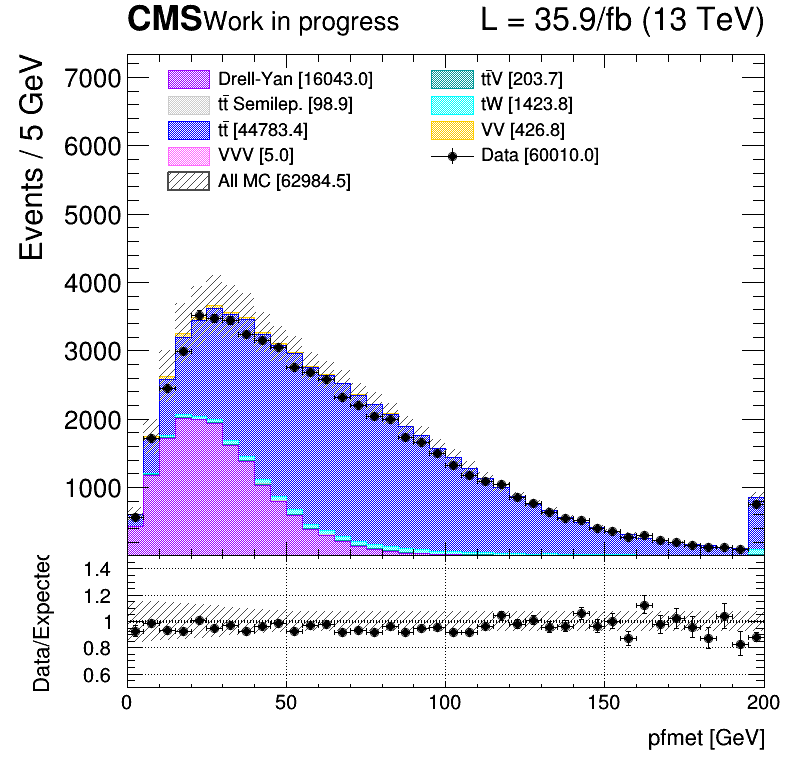 CMS Work in progress L = 35.9/fb (13 TeV)
Events / 5 GeV
7000
6000
5000
4000
3000
2000
1000
Drell-Yan [16043.0]
tt̄ Semilep. [98.9]
tt̄ [44783.4]
VVV [5.0]
All MC [62984.5]
tt̄V [203.7]
tW [1423.8]
VV [426.8]
Data [60010.0]
Data/Expected
1.4
1.2
1
0.8
0.6
0 50 100 150 200
pfmet [GeV]